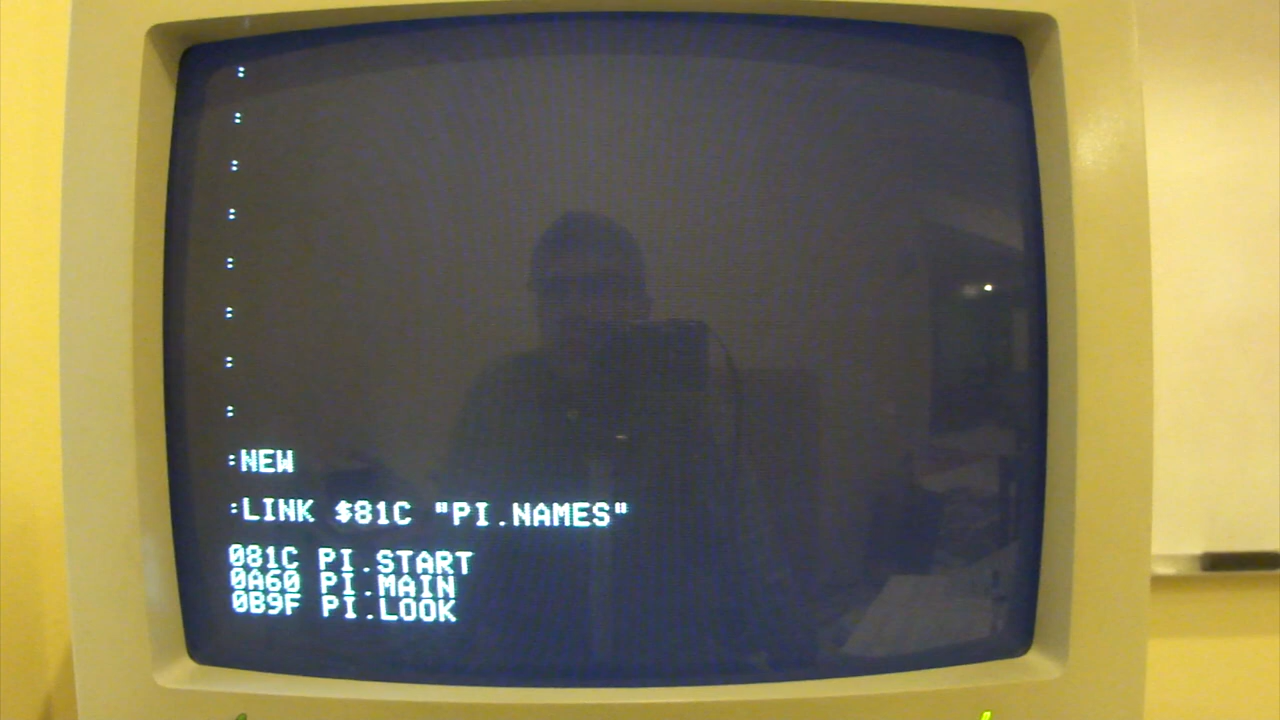 :
:
:
:
:
:
:
:
:NEW
:LINK $81C "PI.NAMES"
081C PI.START
0A60 PI.MAIN
0B9F PI.LOOK